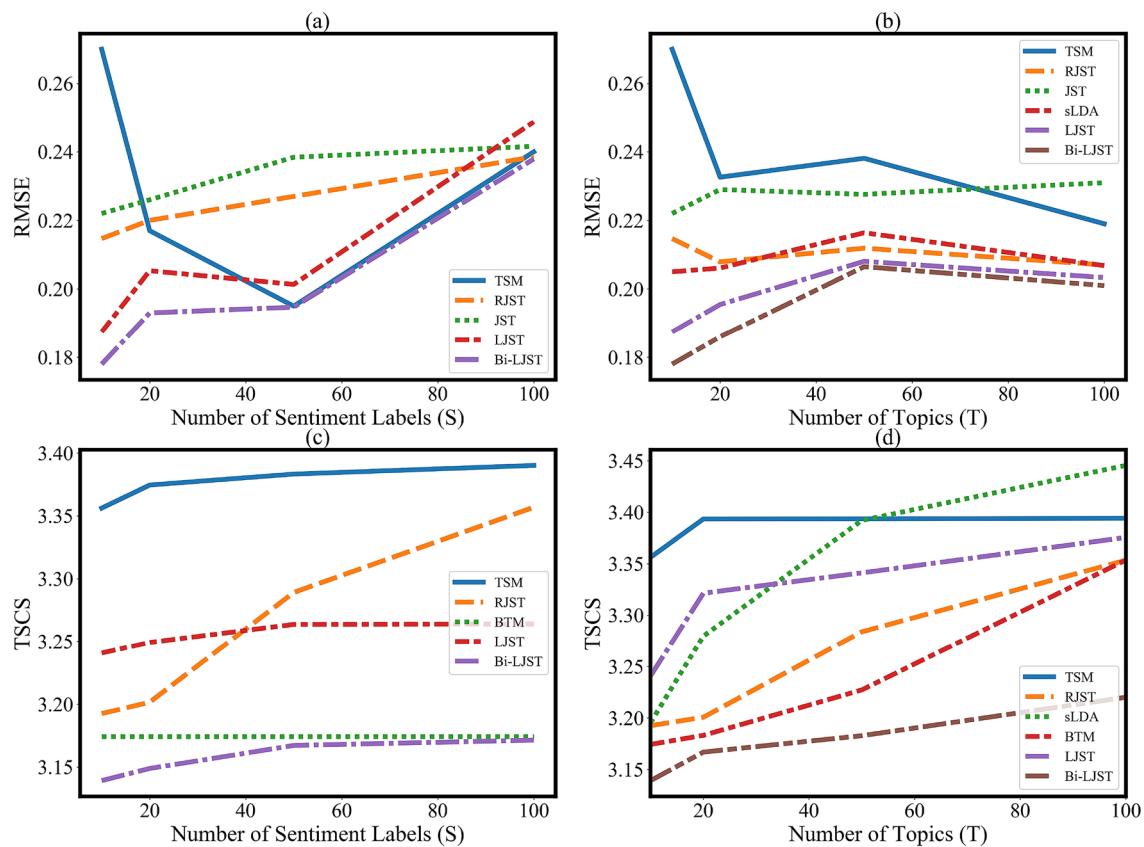 (a)
RMSE
0.26
0.24
0.22
0.20
0.18
TSM
RJST
JST
LJST
Bi-LJST
20 40 60 80 100
Number of Sentiment Labels (S)
(b)
RMSE
0.26
0.24
0.22
0.20
0.18
TSM
RJST
JST
sLDA
LJST
Bi-LJST
20 40 60 80 100
Number of Topics (T)
(c)
TSCS
3.40
3.35
3.30
3.25
3.20
3.15
TSM
RJST
BTM
LJST
Bi-LJST
20 40 60 80 100
Number of Sentiment Labels (S)
(d)
TSCS
3.45
3.40
3.35
3.30
3.25
3.20
3.15
TSM
RJST
sLDA
BTM
LJST
Bi-LJST
20 40 60 80 100
Number of Topics (T)